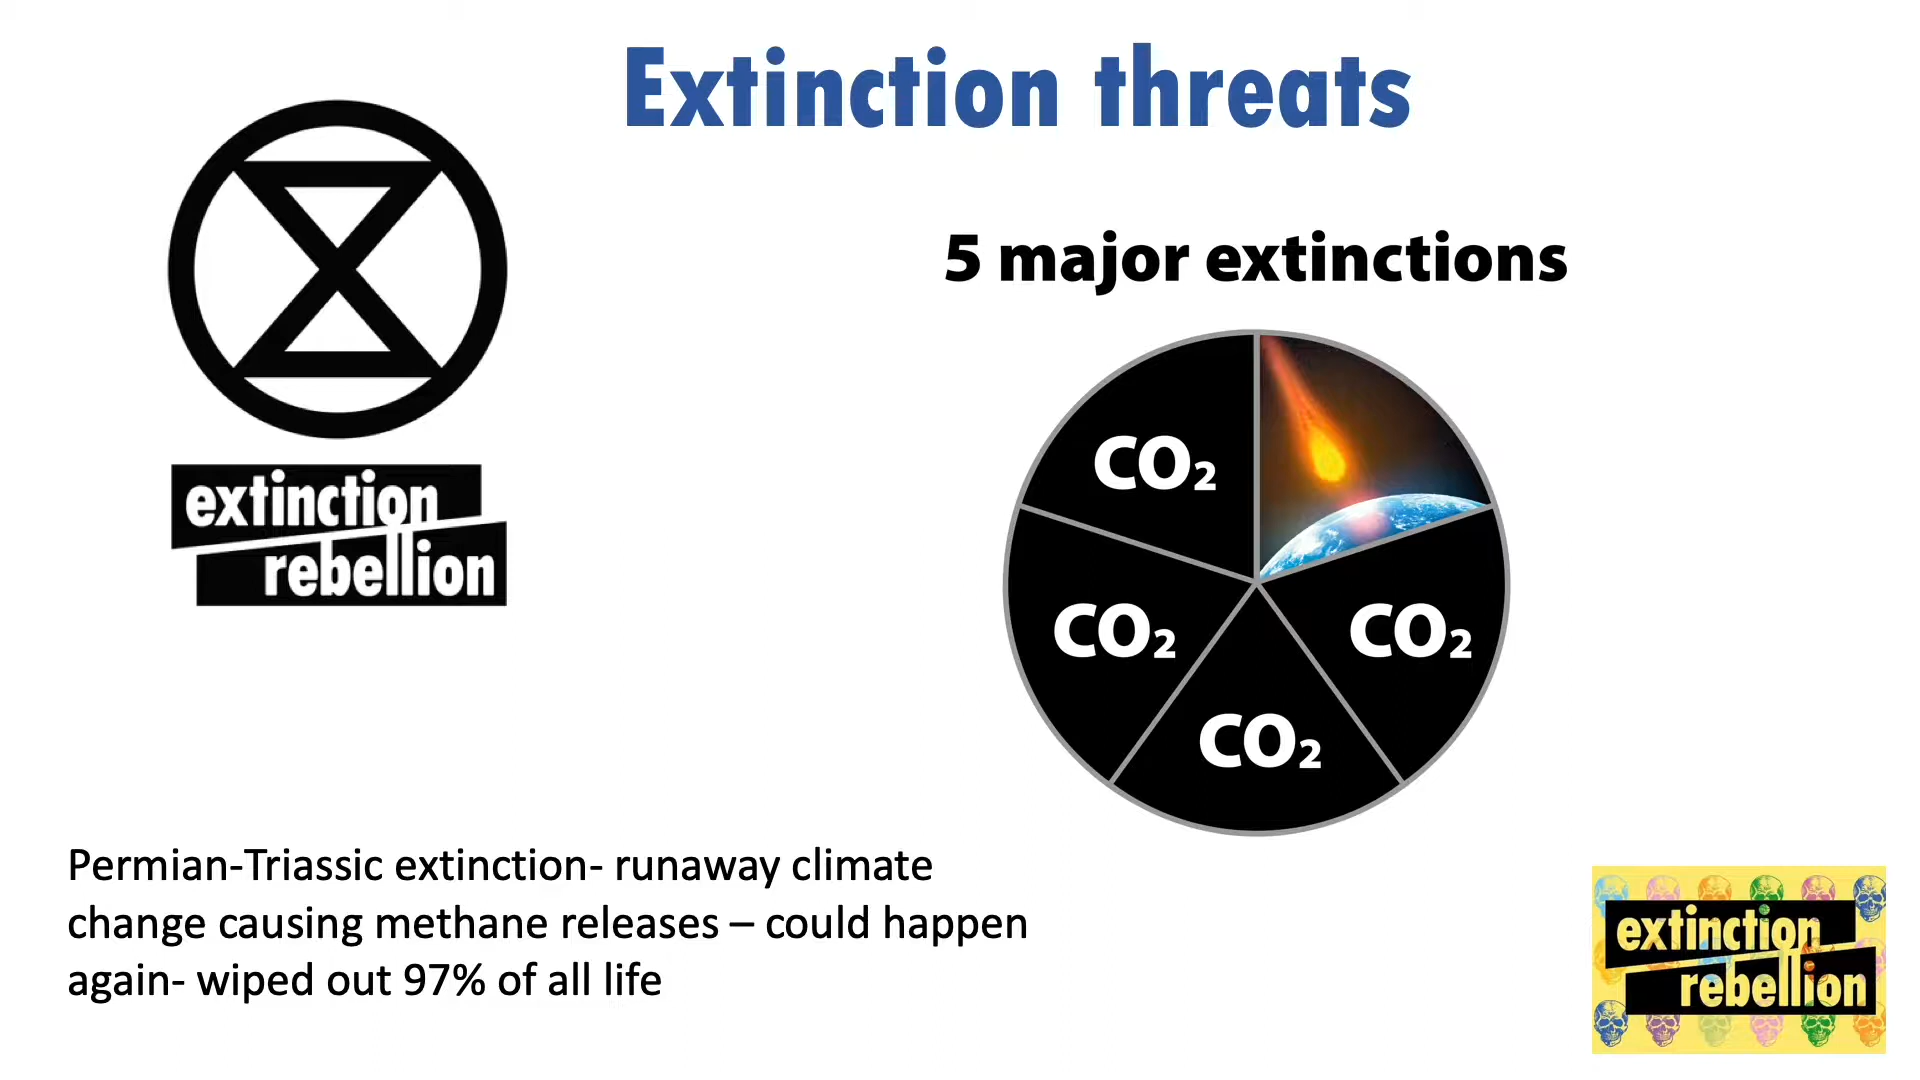 Extinction threats
extinction
rebellion
5 major extinctions
CO₂
CO₂
CO₂
CO₂
Permian-Triassic extinction- runaway climate
change causing methane releases – could happen
again- wiped out 97% of all life
extinction
rebellion